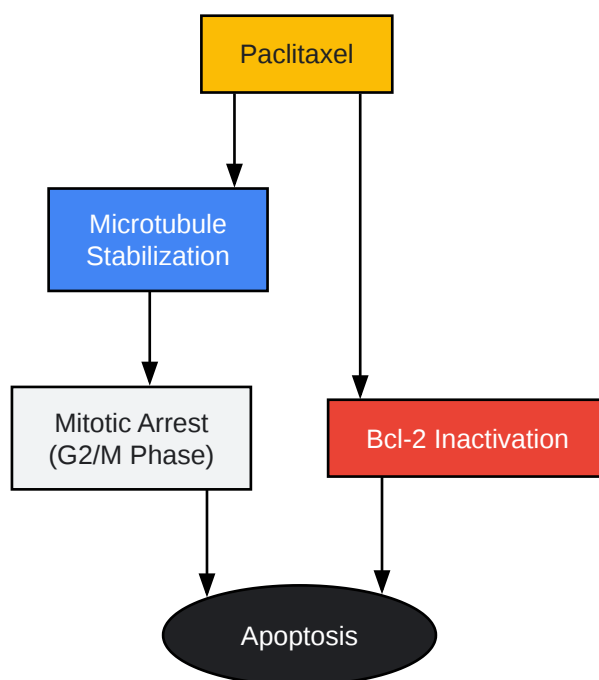 Paclitaxel
Microtubule
Stabilization
Mitotic Arrest
(G2/M Phase)
Bcl-2 Inactivation
Apoptosis